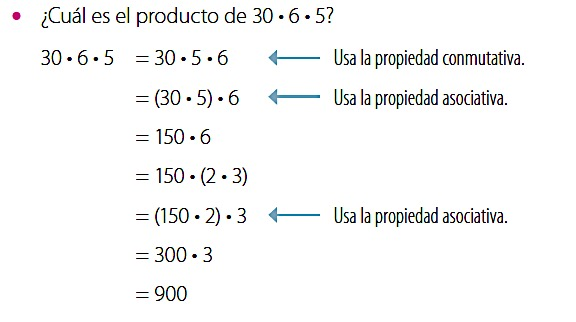 • ¿Cuál es el producto de 30 • 6 • 5?
30 • 6 • 5 = 30 • 5 • 6 Usa la propiedad conmutativa.
= (30 • 5) • 6 Usa la propiedad asociativa.
= 150 • 6
= 150 • (2 • 3)
= (150 • 2) • 3 Usa la propiedad asociativa.
= 300 • 3
= 900